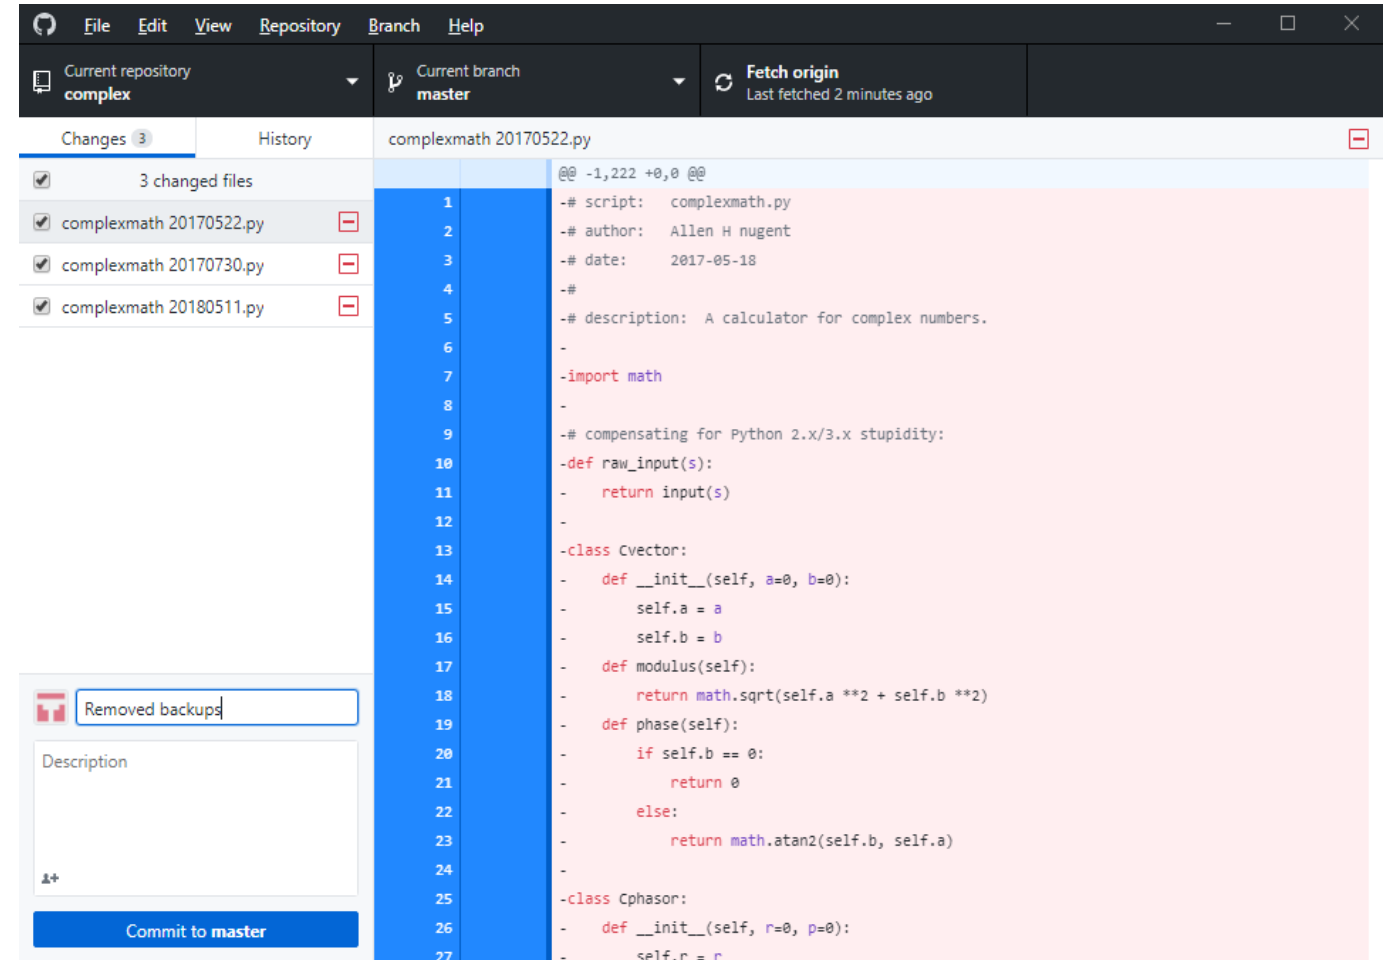 File Edit View Repository Branch Help
Current repository
complex
Current branch
master
Fetch origin
Last fetched 2 minutes ago
Changes 3 History
complexmath 20170522.py
3 changed files
complexmath 20170522.py
complexmath 20170730.py
complexmath 20180511.py
Removed backups
Description
Commit to master
@@ -1,222 +0,0 @@
1 -# script:   complexmath.py
2 -# author:   Allen H nugent
3 -# date:     2017-05-18
4 -#
5 -# description:  A calculator for complex numbers.
6 -
7 -import math
8 -
9 -# compensating for Python 2.x/3.x stupidity:
10 -def raw_input(s):
11 -    return input(s)
12 -
13 -class Cvector:
14 -    def __init__(self, a=0, b=0):
15 -        self.a = a
16 -        self.b = b
17 -    def modulus(self):
18 -        return math.sqrt(self.a **2 + self.b **2)
19 -    def phase(self):
20 -        if self.b == 0:
21 -            return 0
22 -        else:
23 -            return math.atan2(self.b, self.a)
24 -
25 -class Cphasor:
26 -    def __init__(self, r=0, p=0):
27 -        self.r = r